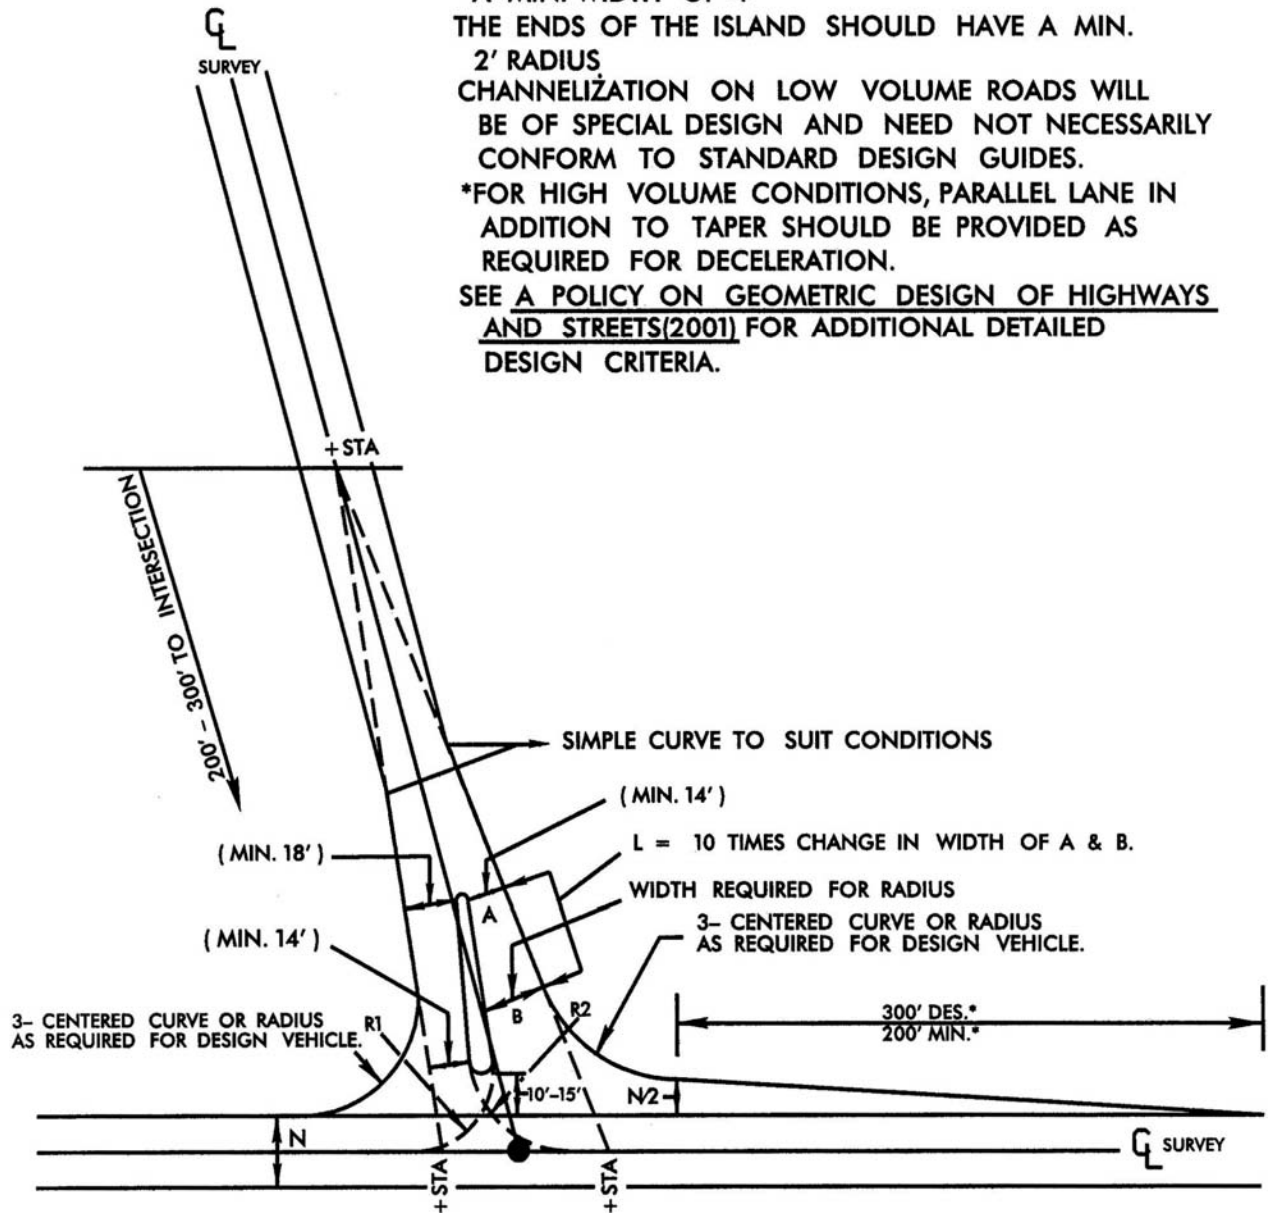 THE ENDS OF THE ISLAND SHOULD HAVE A MIN.
2' RADIUS
CHANNELIZATION ON LOW VOLUME ROADS WILL
BE OF SPECIAL DESIGN AND NEED NOT NECESSARILY
CONFORM TO STANDARD DESIGN GUIDES.
*FOR HIGH VOLUME CONDITIONS, PARALLEL LANE IN
ADDITION TO TAPER SHOULD BE PROVIDED AS
REQUIRED FOR DECELERATION.
SEE A POLICY ON GEOMETRIC DESIGN OF HIGHWAYS
AND STREETS(2001) FOR ADDITIONAL DETAILED
DESIGN CRITERIA.
CL
SURVEY
+STA
200' - 300' TO INTERSECTION
SIMPLE CURVE TO SUIT CONDITIONS
(MIN. 14')
L = 10 TIMES CHANGE IN WIDTH OF A & B.
(MIN. 18')
WIDTH REQUIRED FOR RADIUS
A
3- CENTERED CURVE OR RADIUS
AS REQUIRED FOR DESIGN VEHICLE.
(MIN. 14')
B
R2
300' DES.*
200' MIN.*
3- CENTERED CURVE OR RADIUS
AS REQUIRED FOR DESIGN VEHICLE.
R1
10'-15'
N/2
N
CL SURVEY
+STA
+STA